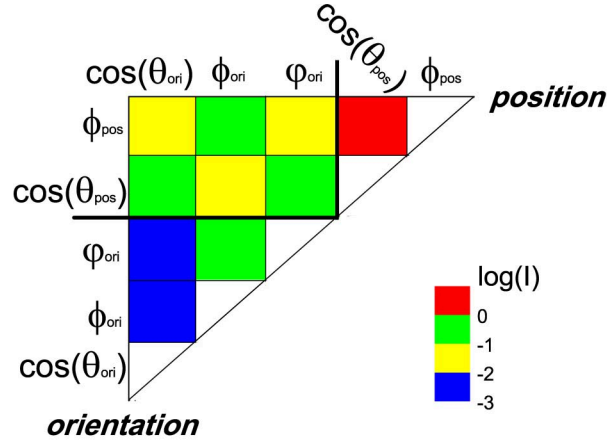 cos(θori) ϕori φori cos(θpos) ϕpos
position
ϕpos
cos(θpos)
φori
ϕori
cos(θori)
orientation
log(I)
0
-1
-2
-3